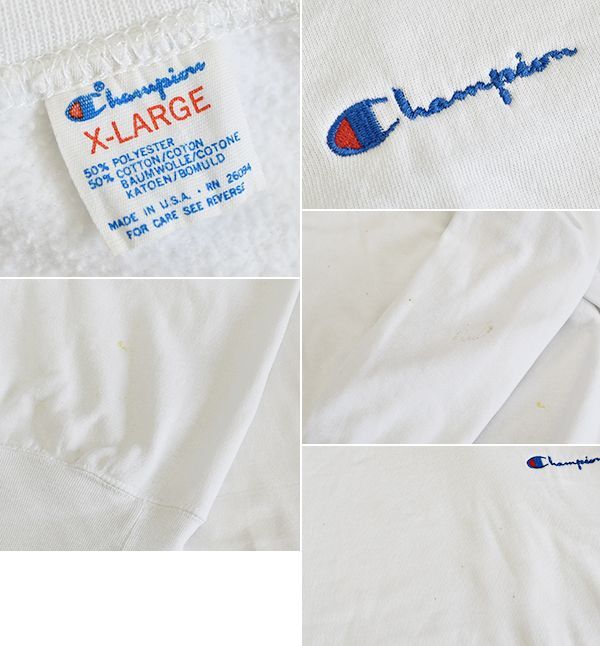 Champion
X-LARGE
50% POLYESTER
50% COTTON/COTON
BAUMWOLLE/COTONE
KATOEN/BOMULD
MADE IN U.S.A. · RN 26094
FOR CARE SEE REVERSE
Champion
Champion